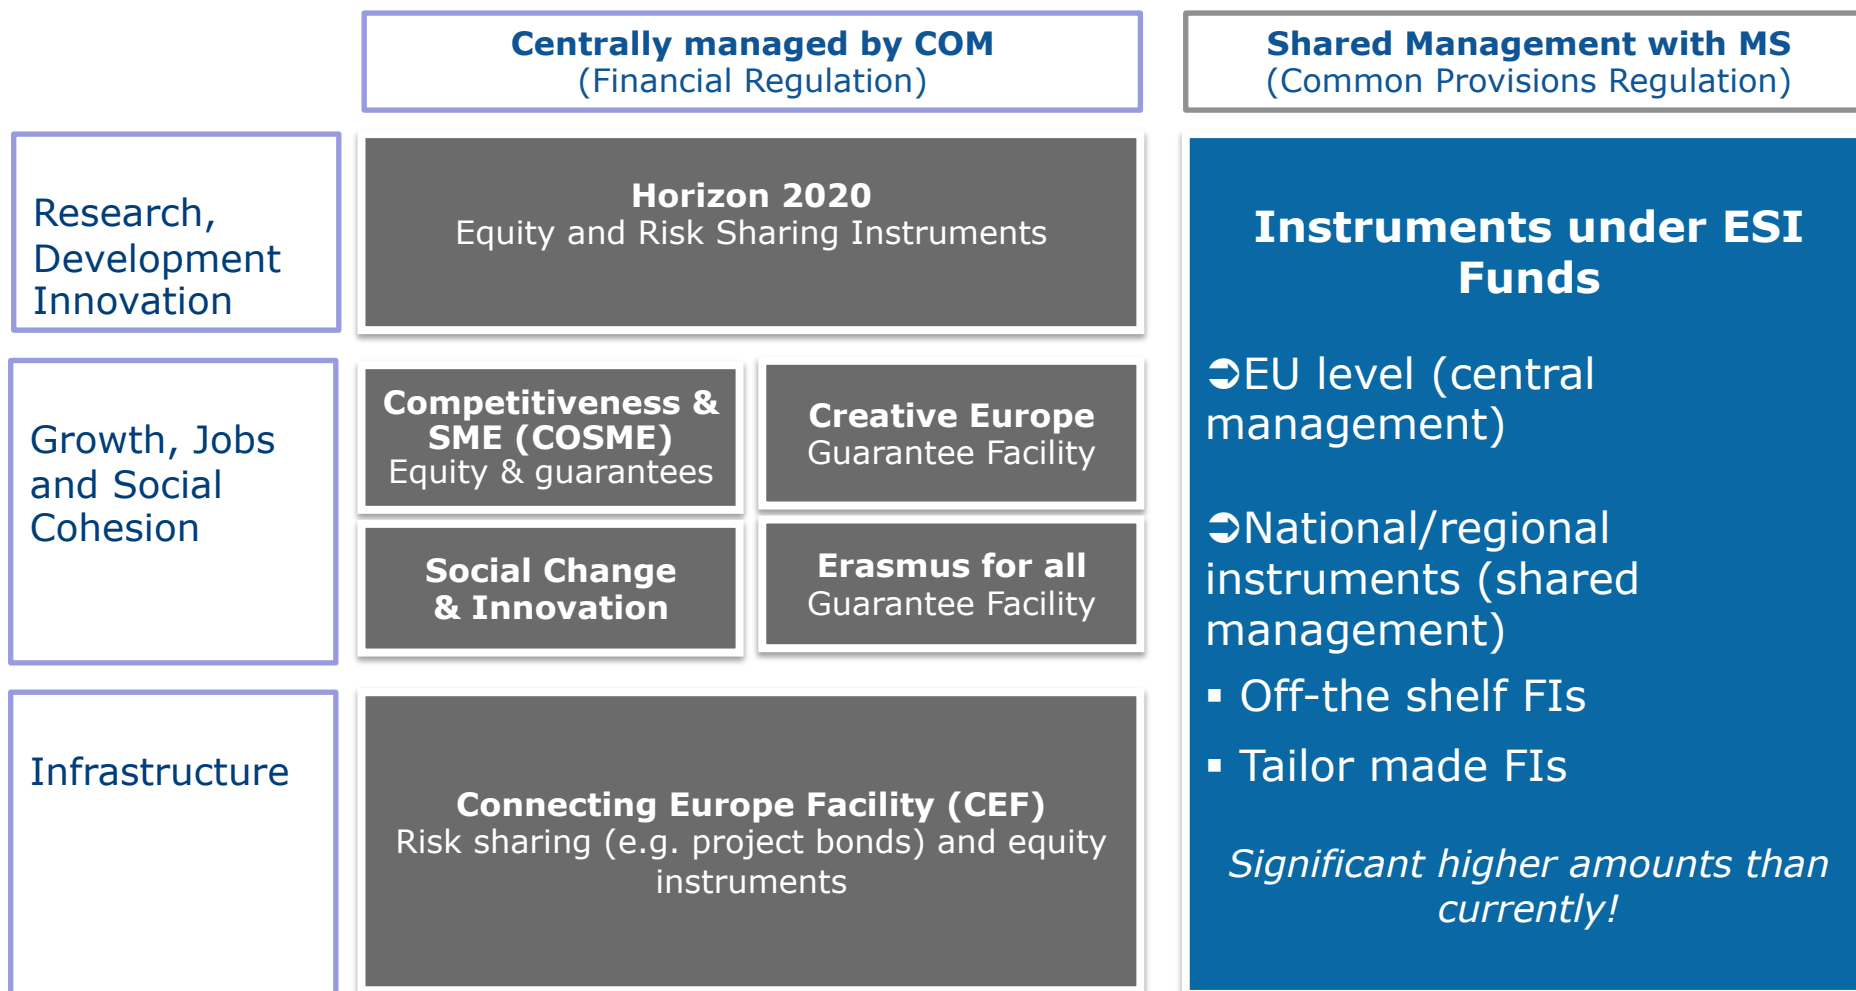 Centrally managed by COM
(Financial Regulation)
Shared Management with MS
(Common Provisions Regulation)
Research,
Development
Innovation
Horizon 2020
Equity and Risk Sharing Instruments
Growth, Jobs
and Social
Cohesion
Competitiveness &
SME (COSME)
Equity & guarantees
Creative Europe
Guarantee Facility
Social Change
& Innovation
Erasmus for all
Guarantee Facility
Infrastructure
Connecting Europe Facility (CEF)
Risk sharing (e.g. project bonds) and equity
instruments
Instruments under ESI
Funds
➲EU level (central
management)
➲National/regional
instruments (shared
management)
▪ Off-the shelf FIs
▪ Tailor made FIs
Significant higher amounts than
currently!